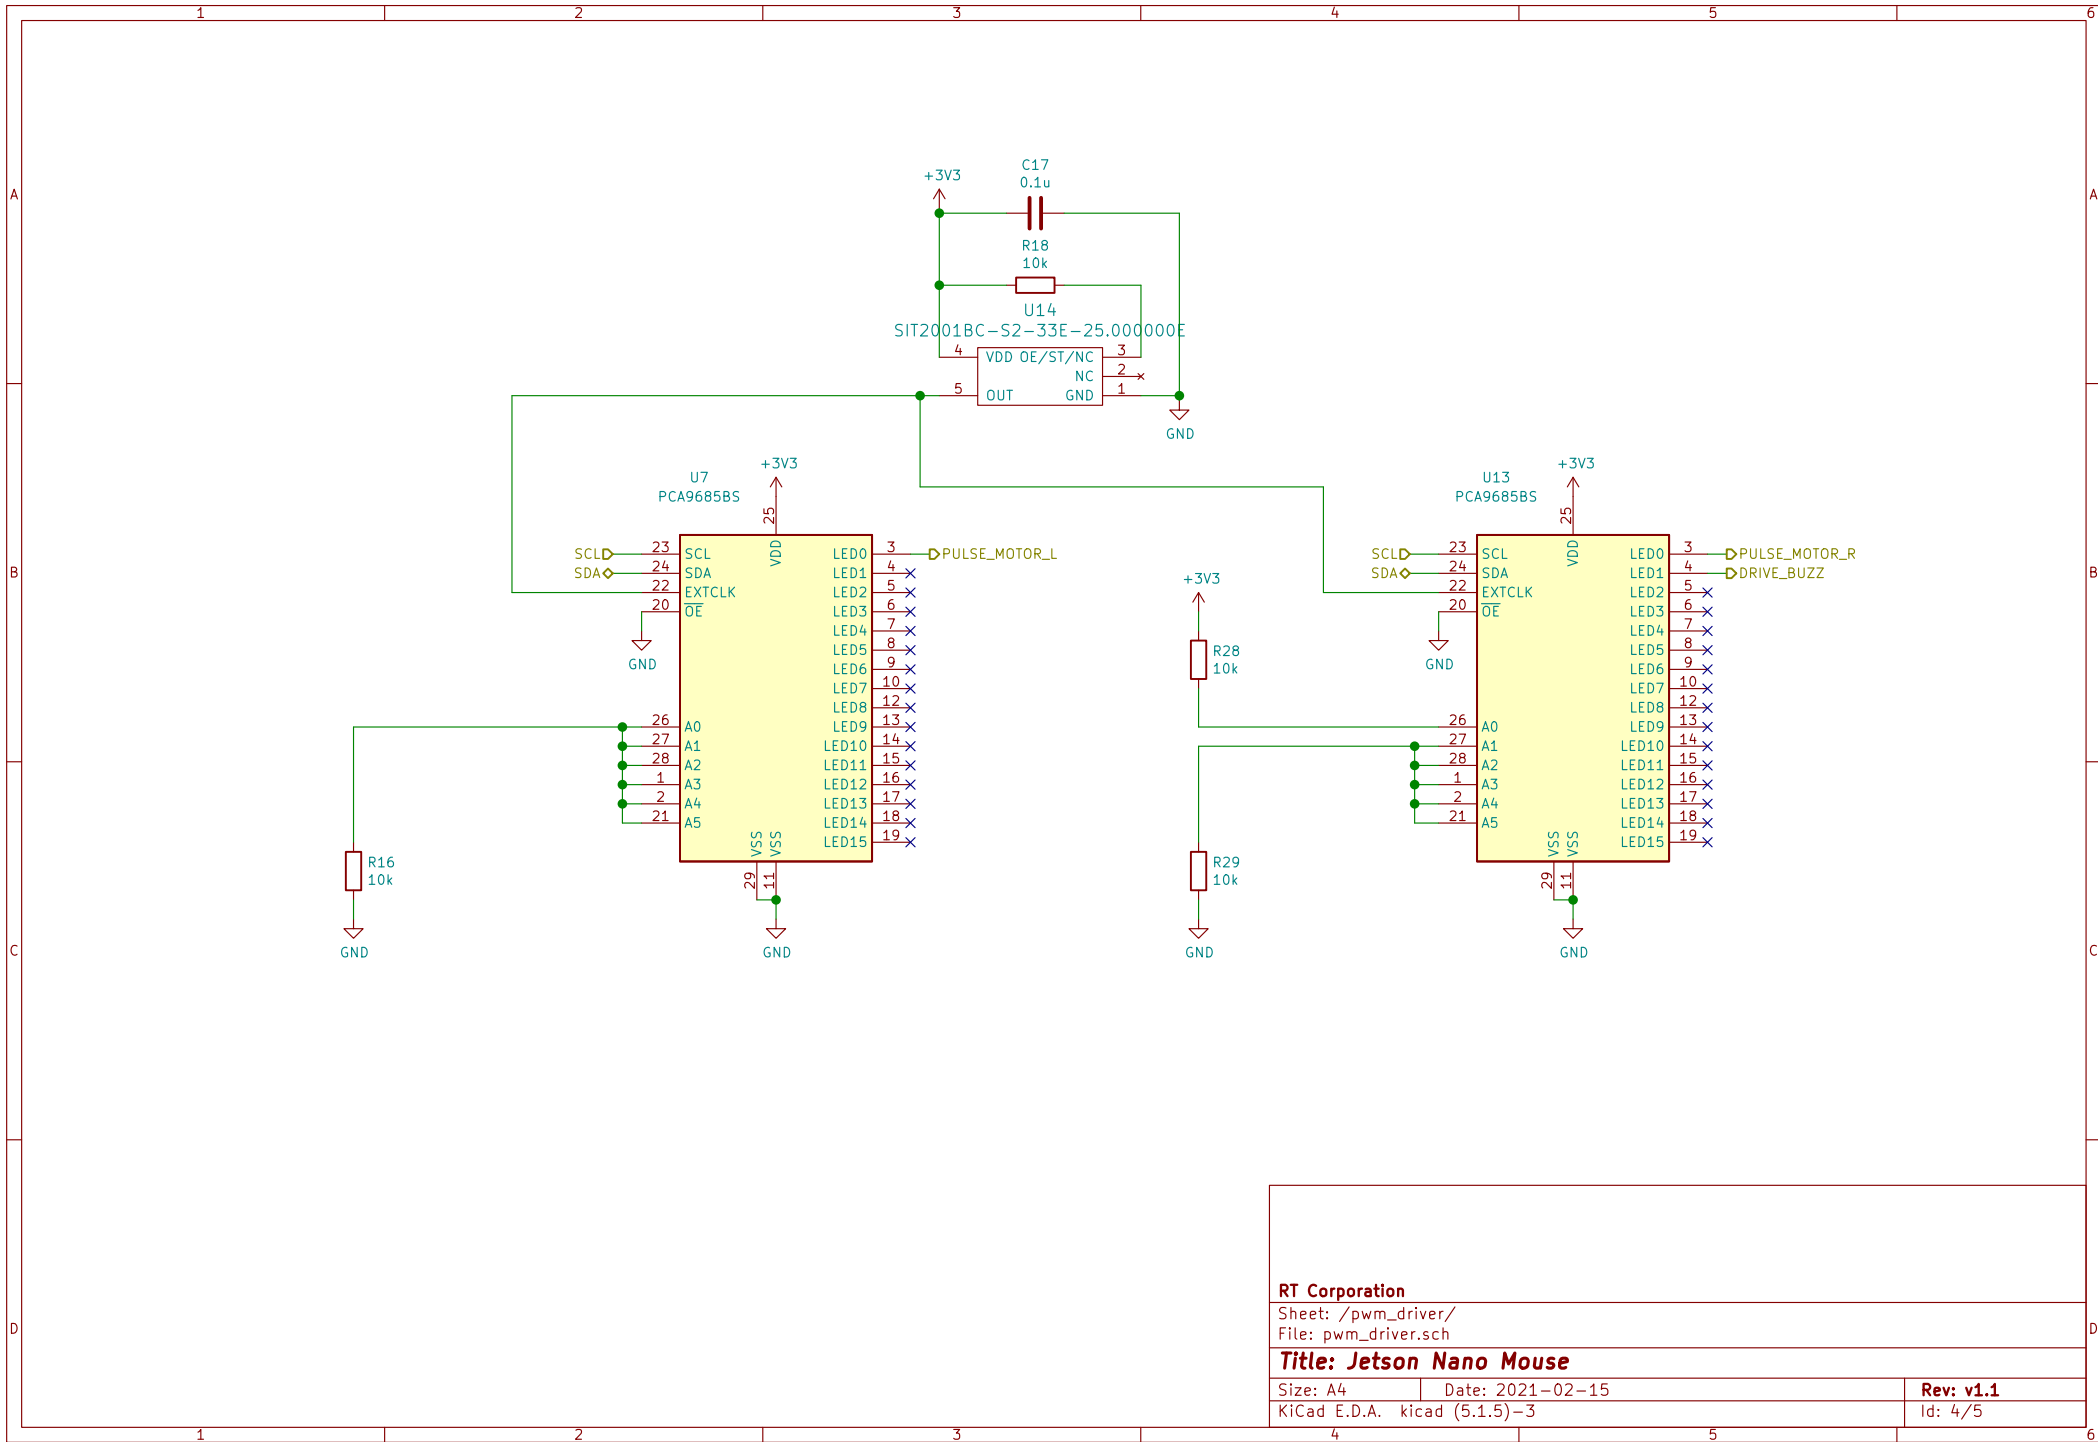 1 2 3 4 5 6
A A
B B
C C
D D
C17
0.1u
+3V3
R18
10k
U14
SIT2001BC-S2-33E-25.000000E
4 VDD OE/ST/NC 3
NC 2
5 OUT GND 1
GND
U7
PCA9685BS
+3V3
25
VDD
SCL 23 SCL LED0 3 PULSE_MOTOR_L
SDA 24 SDA LED1 4
22 EXTCLK LED2 5
20 OE LED3 6
LED4 7
GND
LED5 8
LED6 9
LED7 10
LED8 12
26 A0 LED9 13
27 A1 LED10 14
28 A2 LED11 15
1 A3 LED12 16
2 A4 LED13 17
21 A5 LED14 18
LED15 19
VSS VSS
29 11
GND
R16
10k
GND
U13
PCA9685BS
+3V3
25
VDD
SCL 23 SCL LED0 3 PULSE_MOTOR_R
SDA 24 SDA LED1 4 DRIVE_BUZZ
22 EXTCLK LED2 5
20 OE LED3 6
LED4 7
GND
LED5 8
LED6 9
LED7 10
LED8 12
26 A0 LED9 13
27 A1 LED10 14
28 A2 LED11 15
1 A3 LED12 16
2 A4 LED13 17
21 A5 LED14 18
LED15 19
VSS VSS
29 11
GND
+3V3
R28
10k
R29
10k
GND
RT Corporation
Sheet: /pwm_driver/
File: pwm_driver.sch
Title: Jetson Nano Mouse
Size: A4 Date: 2021-02-15 Rev: v1.1
KiCad E.D.A. kicad (5.1.5)-3 Id: 4/5
1 2 3 4 5 6